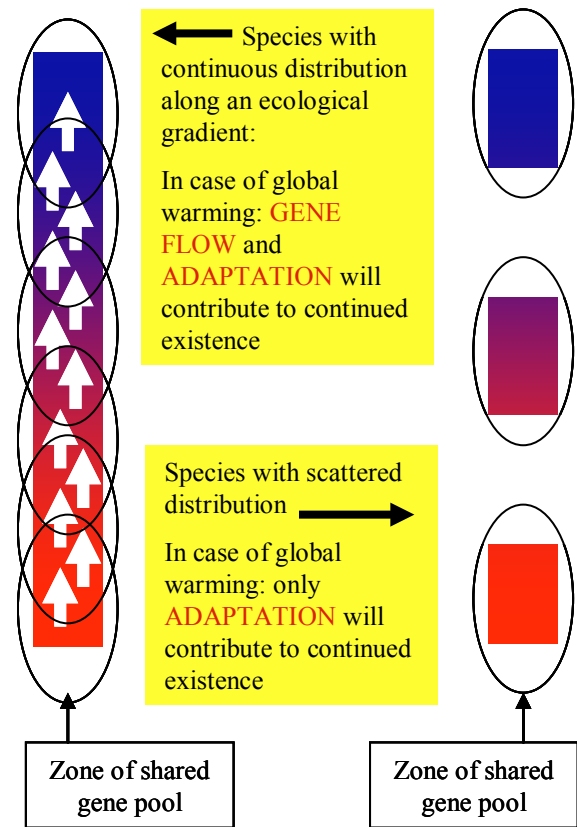 Species with
continuous distribution
along an ecological
gradient:
In case of global
warming: GENE
FLOW and
ADAPTATION will
contribute to continued
existence
Species with scattered
distribution
In case of global
warming: only
ADAPTATION will
contribute to continued
existence
Zone of shared
gene pool
Zone of shared
gene pool